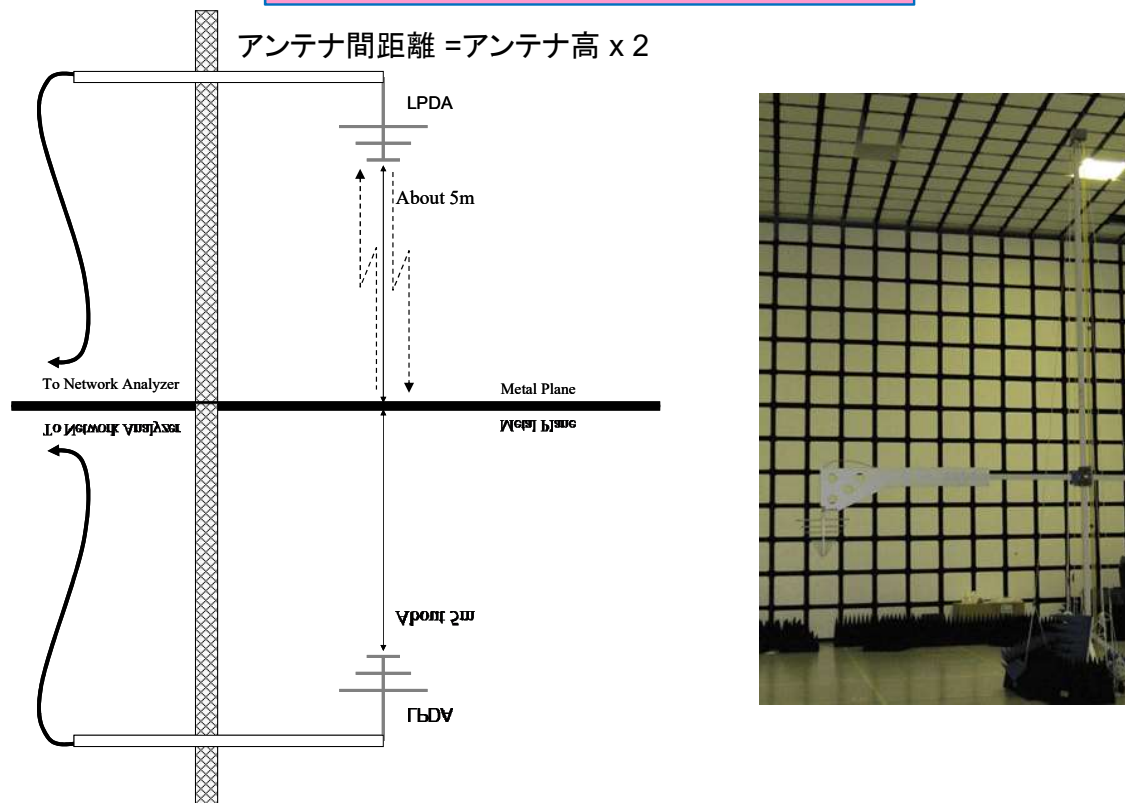 アンテナ間距離 =アンテナ高 x 2
LPDA
About 5m
To Network Analyzer
Metal Plane
To Network Analyzer
Metal Plane
About 5m
LPDA